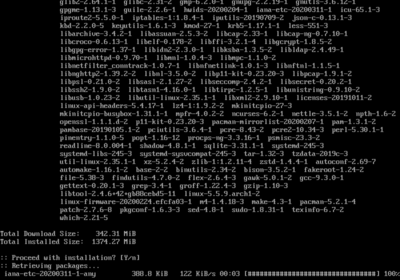 glib2-2.64.1-1 glibc-2.31-2 gmp-6.2.0-1 gnupg-2.2.19-1 gnutls-3.6.12-1
gpgme-1.13.1-3 guile-2.2.6-1 hwids-20200204-1 iana-etc-20200311-1 icu-65.1-3
iproute2-5.5.0-1 iptables-1:1.8.4-1 iputils-20190709-2 json-c-0.13.1-3
kbd-2.2.0-5 keyutils-1.6.1-3 kmod-27-1 krb5-1.17.1-1 less-551-3
libarchive-3.4.2-1 libassuan-2.5.3-2 libcap-2.33-1 libcap-ng-0.7.10-1
libcroco-0.6.13-1 libelf-0.178-2 libffi-3.2.1-4 libgcrypt-1.8.5-2
libgpg-error-1.37-1 libidn2-2.3.0-1 libksba-1.3.5-2 libldap-2.4.49-1
libmicrohttpd-0.9.70-1 libmnl-1.0.4-3 libmpc-1.1.0-2
libnetfilter_conntrack-1.0.7-1 libnfnetlink-1.0.1-3 libnftnl-1.1.5-1
libnghttp2-1.39.2-2 libnl-3.5.0-2 libp11-kit-0.23.20-3 libpcap-1.9.1-2
libpsl-0.21.0-2 libsasl-2.1.27-2 libseccomp-2.4.2-1 libsecret-0.20.2-1
libssh2-1.9.0-2 libtasn1-4.16.0-1 libtirpc-1.2.5-1 libunistring-0.9.10-2
libusb-1.0.23-2 libutil-linux-2.35.1-1 libxml2-2.9.10-1 licenses-20191011-2
linux-api-headers-5.4.17-1 lz4-1:1.9.2-2 mkinitcpio-27-3
mkinitcpio-busybox-1.31.1-1 mpfr-4.0.2-2 ncurses-6.2-1 nettle-3.5.1-2 npth-1.6-2
openssl-1.1.1.d-2 p11-kit-0.23.20-3 pacman-mirrorlist-20200207-1 pam-1.3.1-2
pambase-20190105.1-2 pciutils-3.6.4-1 pcre-8.43-2 pcre2-10.34-3 perl-5.30.1-1
pinentry-1.1.0-5 popt-1.16-12 procps-ng-3.3.16-1 psmisc-23.3-2
readline-8.0.004-1 shadow-4.8.1-2 sqlite-3.31.1-1 systemd-244.5-1
systemd-libs-245-3 systemd-sysvcompat-245-3 tar-1.32-3 tzdata-2019c-3
util-linux-2.35.1-1 xz-5.2.4-2 zlib-1:1.2.11-4 zstd-1.4.4-1 autoconf-2.69-7
automake-1.16.1-2 base-2-2 binutils-2.34-2 bison-3.5.2-1 fakeroot-1.24-2
file-5.38-3 findutils-4.7.0-2 flex-2.6.4-3 gawk-5.0.1-2 gcc-9.3.0-1
gettext-0.20.1-3 grep-3.4-1 groff-1.22.4-3 gzip-1.10-3
linux-5.5.9.arch1-2
linux-firmware-20200224.efcfa03-1 m4-1.4.18-3 make-4.3-1 pacman-5.2.1-4
patch-2.7.6-8 pkgconf-1.6.3-3 sed-4.8-1 sudo-1.8.31-1 texinfo-6.7-2
which-2.21-5
Total Download Size: 342.31 MiB
Total Installed Size: 1374.27 MiB
:: Proceed with installation? [Y/n]
:: Retrieving packages...
iana-etc-20200311-1-any 388.8 KiB 122 KiB/s 00:03 [######################] 100%